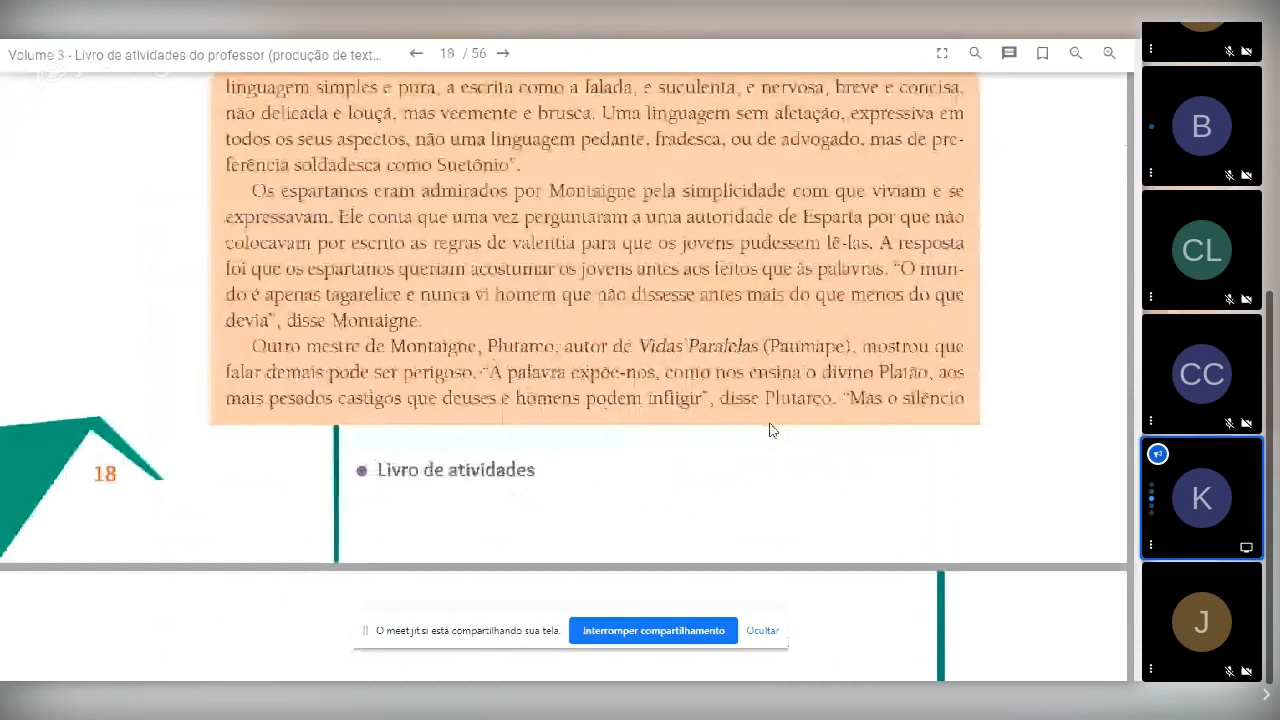 Volume 3 - Livro de atividades do professor (produção de text...
18 / 56
linguagem simples e pura, a escrita como a falada, e suculenta, e nervosa, breve e concisa,
não delicada e louçã, mas veemente e brusca. Uma linguagem sem afetação, expressiva em
todos os seus aspectos, não uma linguagem pedante, fradesca, ou de advogado, mas de pre-
ferência soldadesca como Suetônio”.
Os espartanos eram admirados por Montaigne pela simplicidade com que viviam e se
expressavam. Ele conta que uma vez perguntaram a uma autoridade de Esparta por que não
colocavam por escrito as regras de valentia para que os jovens pudessem lê-las. A resposta
foi que os espartanos queriam acostumar os jovens antes aos feitos que às palavras. “O mun-
do é apenas tagarelice e nunca vi homem que não dissesse antes mais do que menos do que
devia”, disse Montaigne.
Outro mestre de Montaigne, Plutarco, autor de Vidas Paralelas (Paumape), mostrou que
falar demais pode ser perigoso. “A palavra expõe-nos, como nos ensina o divino Platão, aos
mais pesados castigos que deuses e homens podem infligir”, disse Plutarco. “Mas o silêncio
18
Livro de atividades
O meet.jit.si está compartilhando sua tela.
Interromper compartilhamento
Ocultar
B
CL
CC
K
J